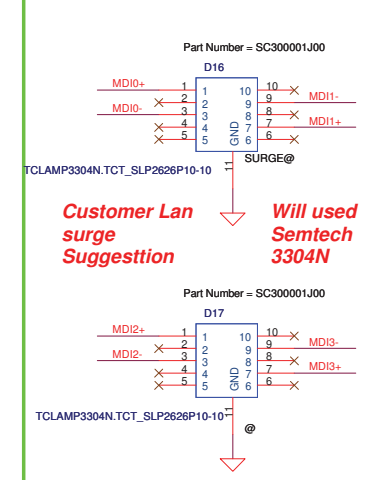 Part Number = SC300001J00
D16
MDI0+ 1 1 10 10
2 2 9 9 MDI1-
MDI0- 3 3 8 8
4 4 7 7 MDI1+
5 5 GND 6 6
11 SURGE@
TCLAMP3304N.TCT_SLP2626P10-10
Customer Lan
surge
Suggesttion
Will used
Semtech
3304N
Part Number = SC300001J00
D17
MDI2+ 1 1 10 10
2 2 9 9 MDI3-
MDI2- 3 3 8 8
4 4 7 7 MDI3+
5 5 GND 6 6
TCLAMP3304N.TCT_SLP2626P10-10 11
@